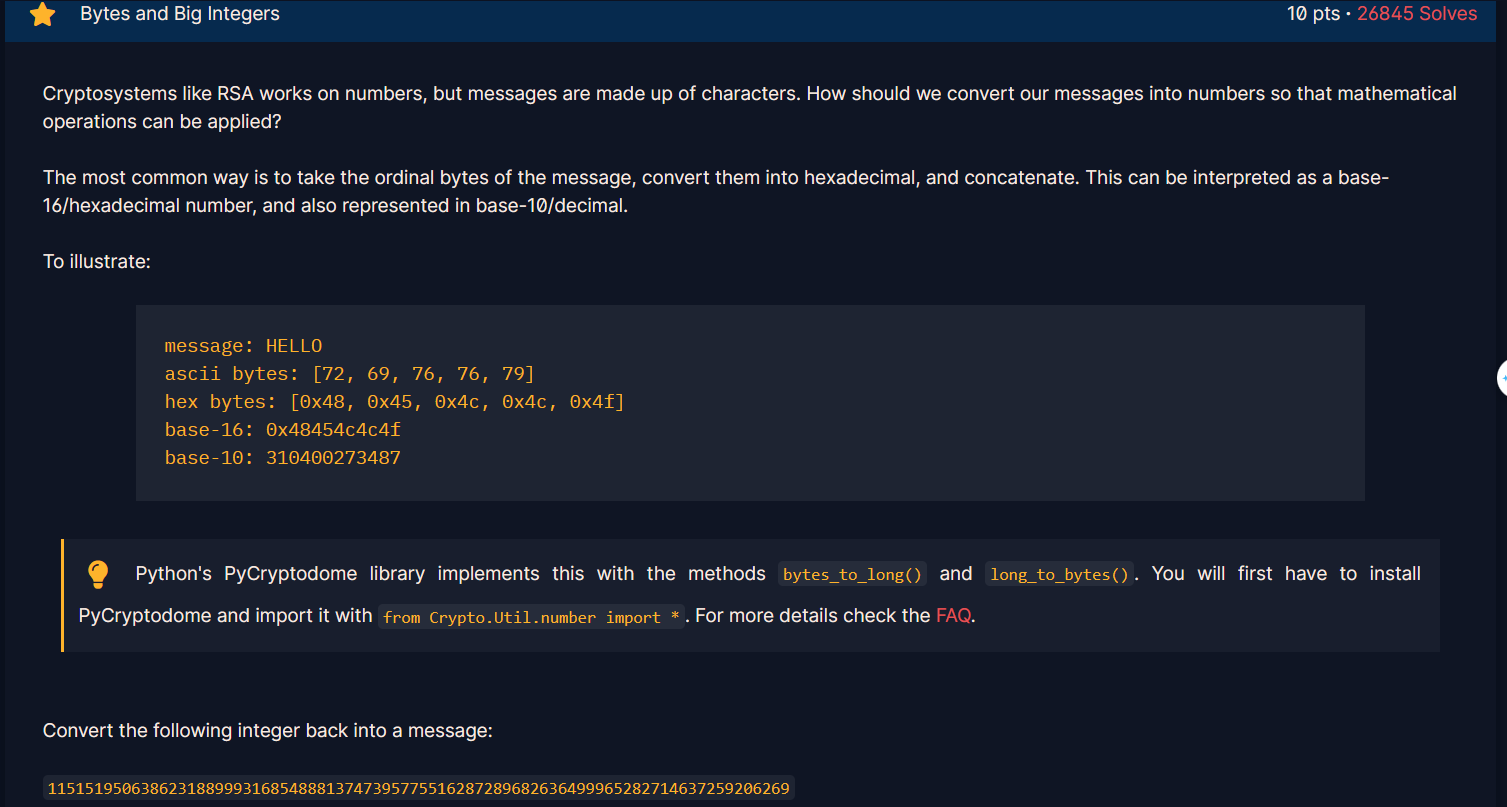 Bytes and Big Integers
10 pts · 26845 Solves
Cryptosystems like RSA works on numbers, but messages are made up of characters. How should we convert our messages into numbers so that mathematical
operations can be applied?
The most common way is to take the ordinal bytes of the message, convert them into hexadecimal, and concatenate. This can be interpreted as a base-
16/hexadecimal number, and also represented in base-10/decimal.
To illustrate:
message: HELLO
ascii bytes: [72, 69, 76, 76, 79]
hex bytes: [0x48, 0x45, 0x4c, 0x4c, 0x4f]
base-16: 0x48454c4c4f
base-10: 310400273487
Python's PyCryptodome library implements this with the methods bytes_to_long() and long_to_bytes(). You will first have to install
PyCryptodome and import it with from Crypto.Util.number import *. For more details check the FAQ.
Convert the following integer back into a message:
11515195063862318899931685488813747395775516287289682636499965282714637259206269